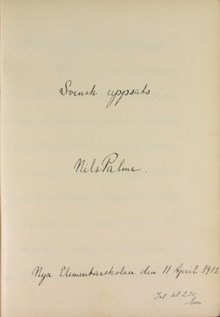 Svensk uppsats
Nils Palme.
Nya Elementarskolan den 11 April 1912